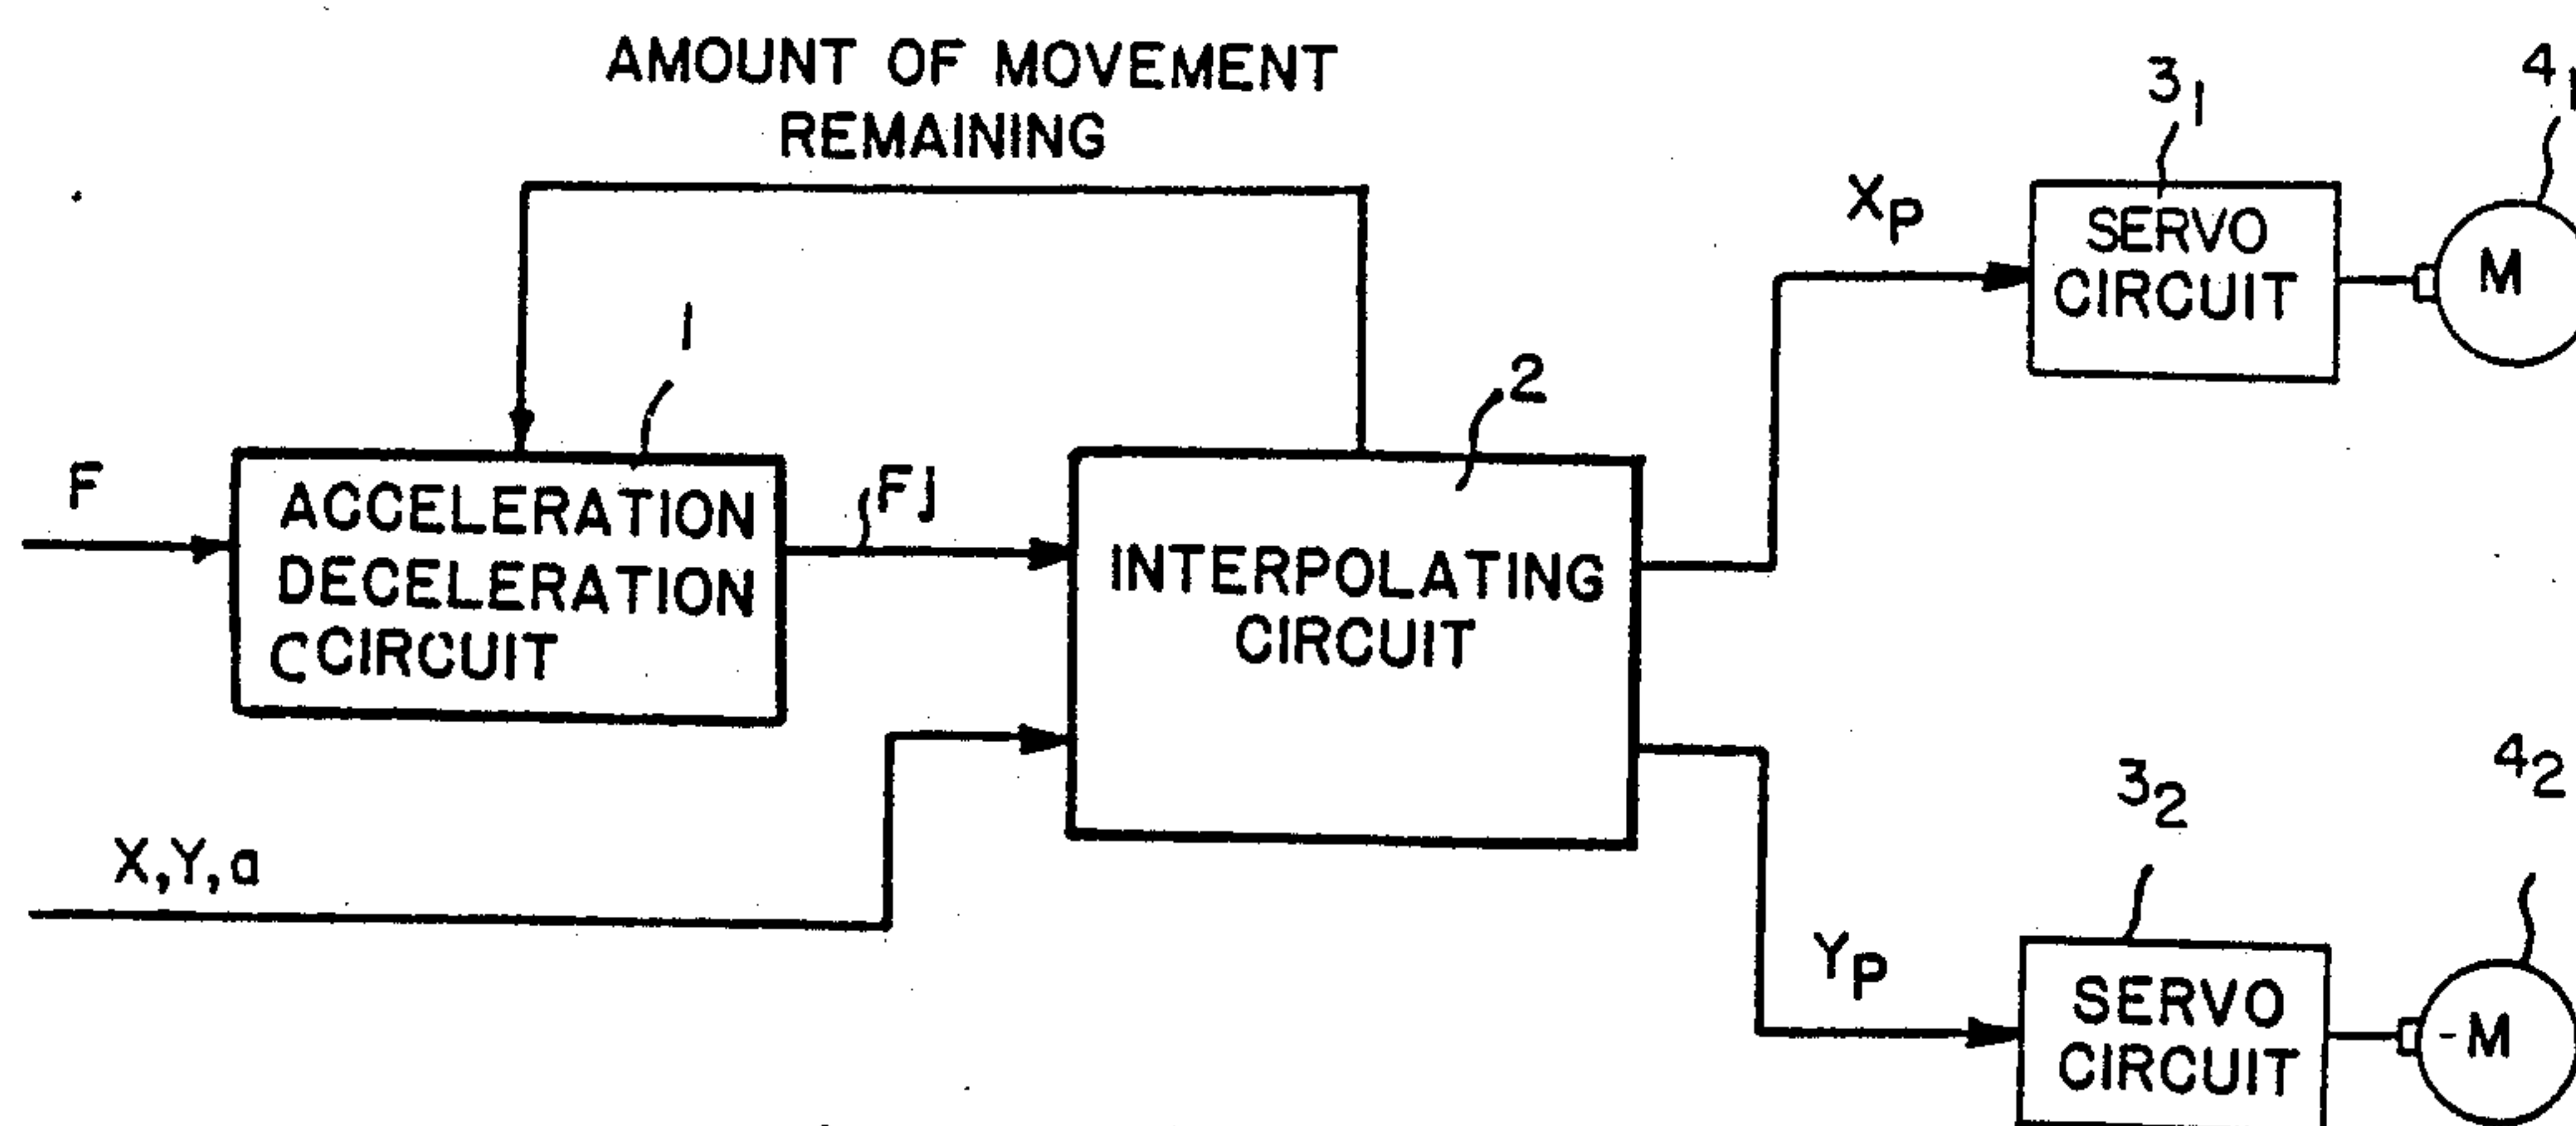 AMOUNT OF MOVEMENT
REMAINING
1
F
ACCELERATION
DECELERATION
CCIRCUIT
Fj
2
INTERPOLATING
CIRCUIT
X,Y,a
Xp
3₁
SERVO
CIRCUIT
4₁
M
Yp
3₂
SERVO
CIRCUIT
4₂
-M